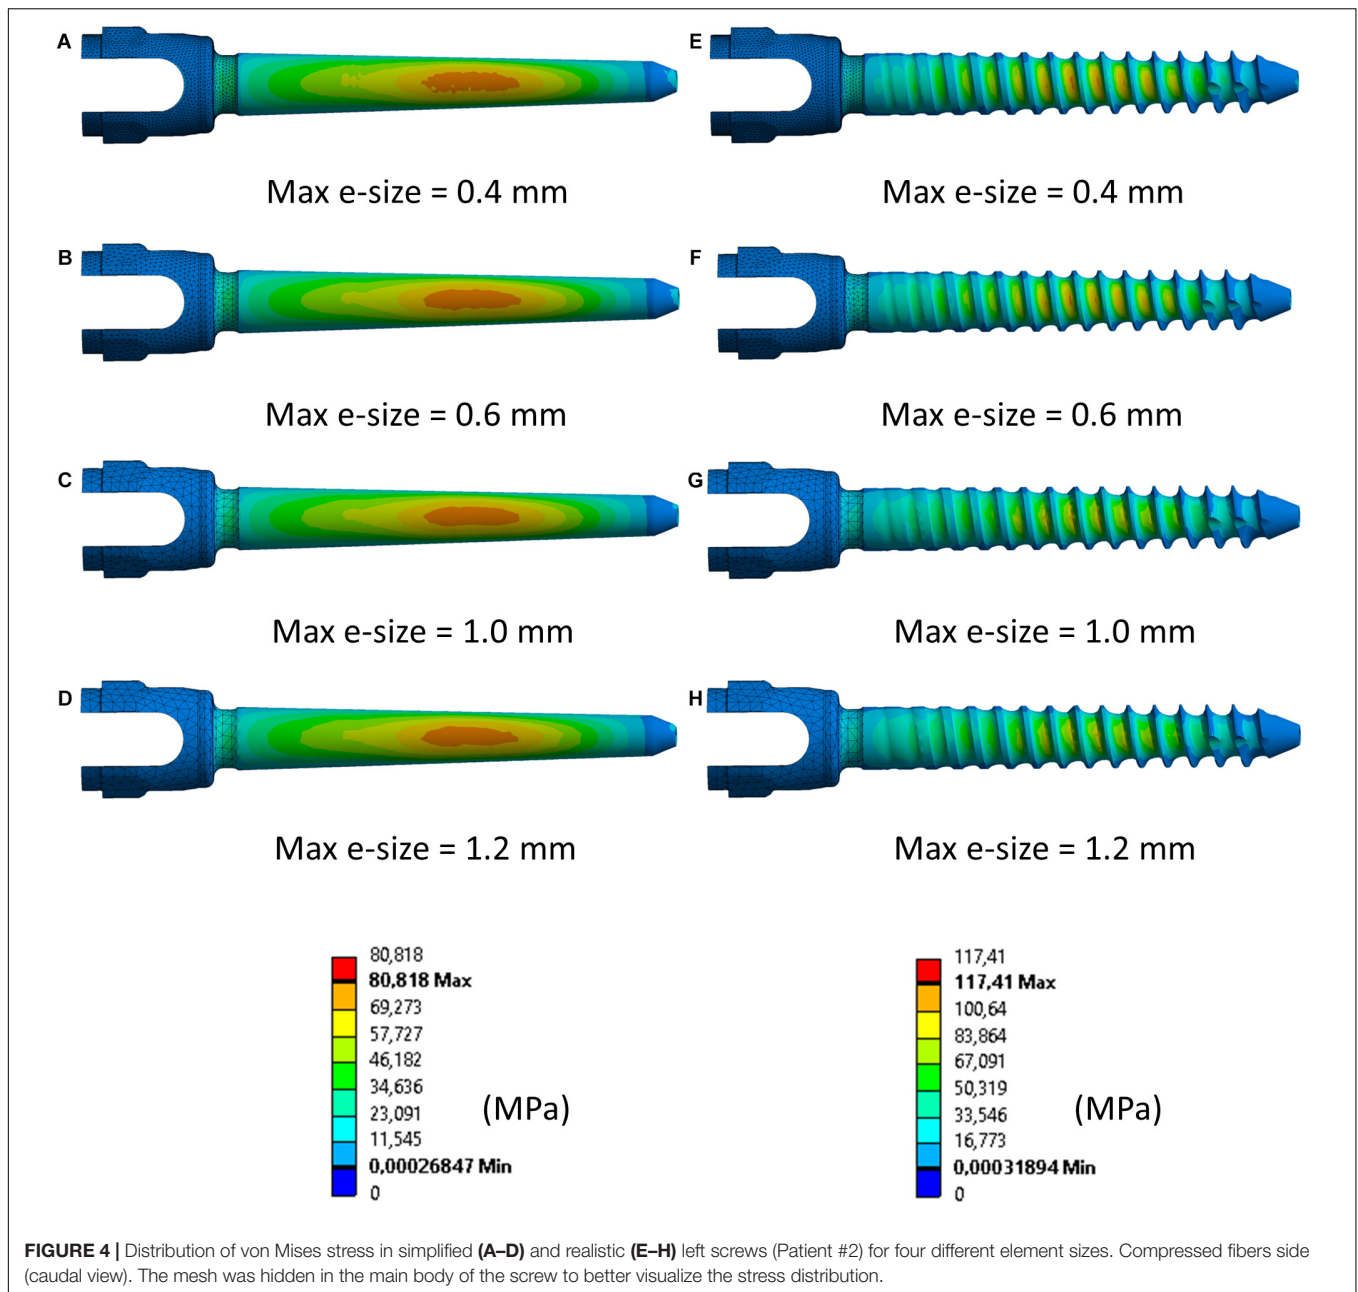 A
E
Max e-size = 0.4 mm
Max e-size = 0.4 mm
B
F
Max e-size = 0.6 mm
Max e-size = 0.6 mm
C
G
Max e-size = 1.0 mm
Max e-size = 1.0 mm
D
H
Max e-size = 1.2 mm
Max e-size = 1.2 mm
80,818
80,818 Max
69,273
57,727
46,182
34,636
23,091
11,545
0,00026847 Min
0
(MPa)
117,41
117,41 Max
100,64
83,864
67,091
50,319
33,546
16,773
0,00031894 Min
0
(MPa)
FIGURE 4 | Distribution of von Mises stress in simplified (A–D) and realistic (E–H) left screws (Patient #2) for four different element sizes. Compressed fibers side
(caudal view). The mesh was hidden in the main body of the screw to better visualize the stress distribution.